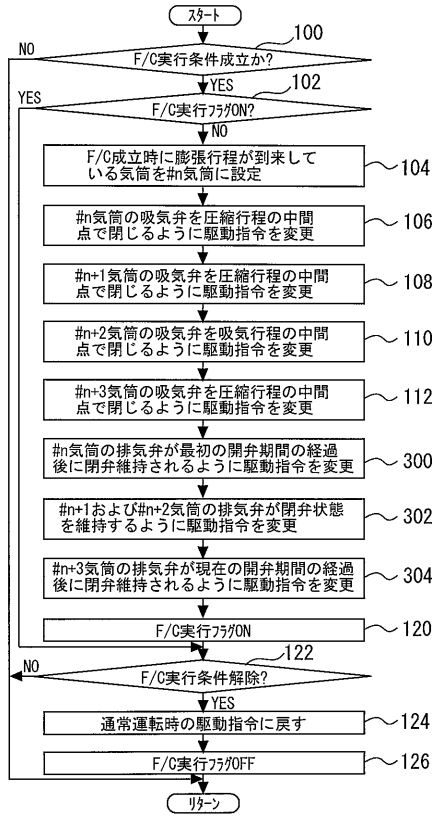 スタート
100
NO
F/C実行条件成立か?
YES
102
YES
F/C実行フラグON?
NO
F/C成立時に膨張行程が到来して
いる気筒を#n気筒に設定
104
#n気筒の吸気弁を圧縮行程の中間
点で閉じるように駆動指令を変更
106
#n+1気筒の吸気弁を圧縮行程の中間
点で閉じるように駆動指令を変更
108
#n+2気筒の吸気弁を吸気行程の中間
点で閉じるように駆動指令を変更
110
#n+3気筒の吸気弁を圧縮行程の中間
点で閉じるように駆動指令を変更
112
#n気筒の排気弁が最初の開弁期間の経過
後に閉弁維持されるように駆動指令を変更
300
#n+1および#n+2気筒の排気弁が閉弁状態
を維持するように駆動指令を変更
302
#n+3気筒の排気弁が現在の開弁期間の経過
後に閉弁維持されるように駆動指令を変更
304
F/C実行フラグON
120
122
NO
F/C実行条件解除?
YES
通常運転時の駆動指令に戻す
124
F/C実行フラグOFF
126
リターン